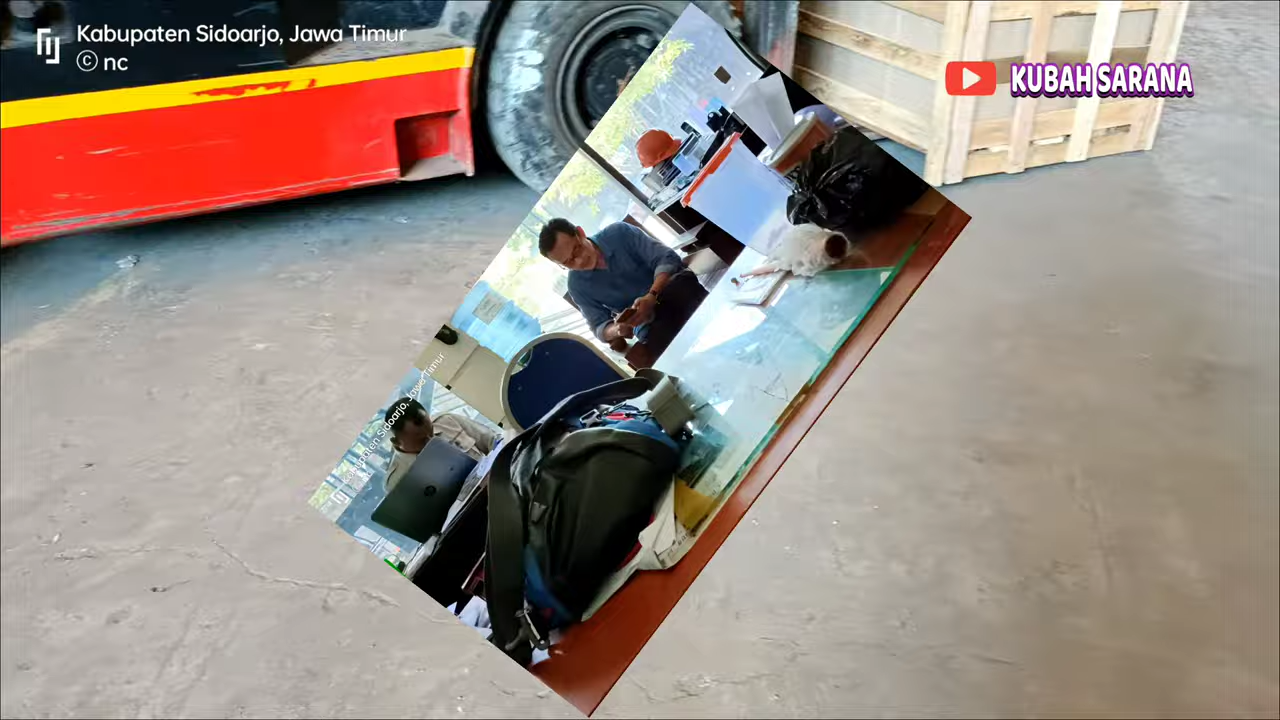 Kabupaten Sidoarjo, Jawa Timur
© nc
KUBAH SARANA
Kabupaten Sidoarjo, Jawa Timur